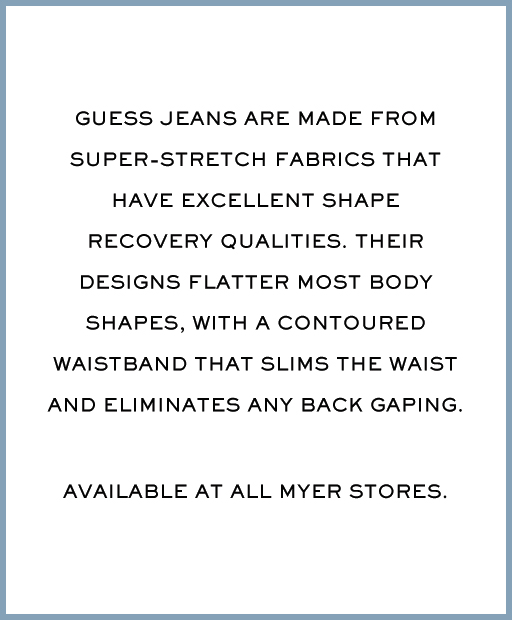 GUESS JEANS ARE MADE FROM
SUPER-STRETCH FABRICS THAT
HAVE EXCELLENT SHAPE
RECOVERY QUALITIES. THEIR
DESIGNS FLATTER MOST BODY
SHAPES, WITH A CONTOURED
WAISTBAND THAT SLIMS THE WAIST
AND ELIMINATES ANY BACK GAPING.
AVAILABLE AT ALL MYER STORES.